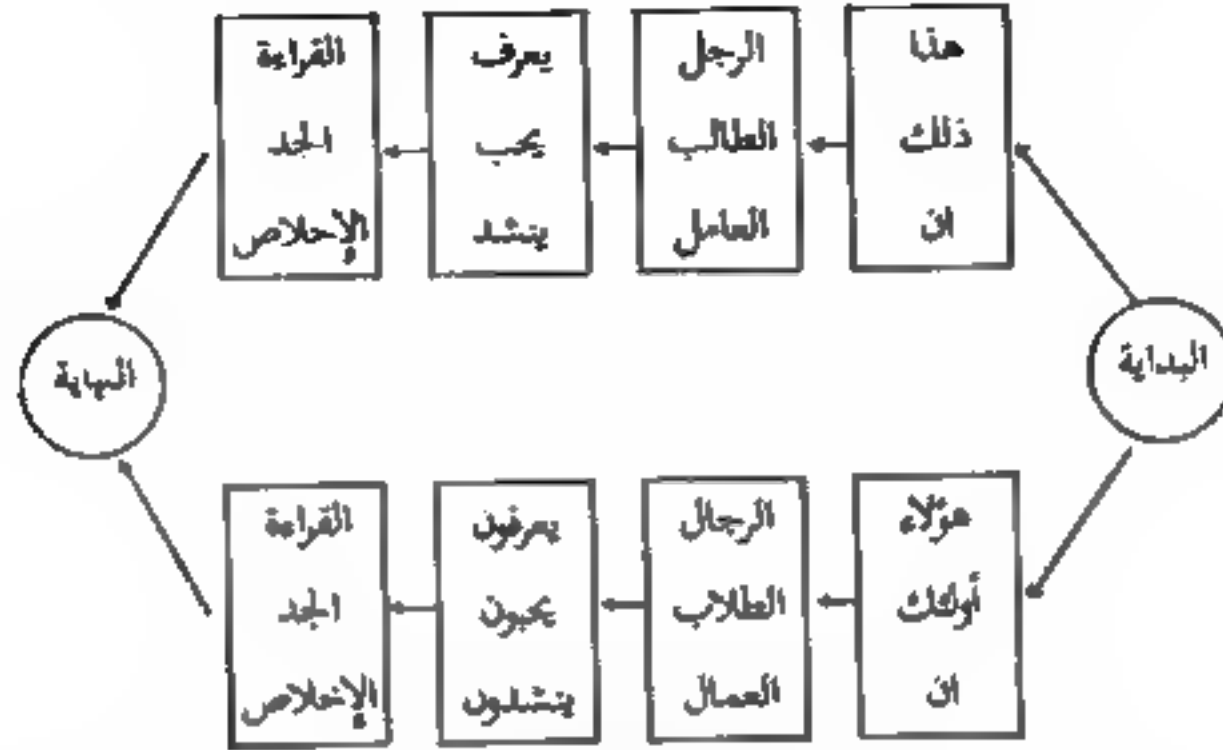 البداية
هذا
ذلك
ان
الرجل
الطالب
العامل
يعرف
يحب
ينشد
القراءة
الجد
الإحلاص
هؤلاء
أولئك
ان
الرجال
الطلاب
العمال
يعرفون
يحبون
ينشدون
القراءة
الجد
الإخلاص
النهاية